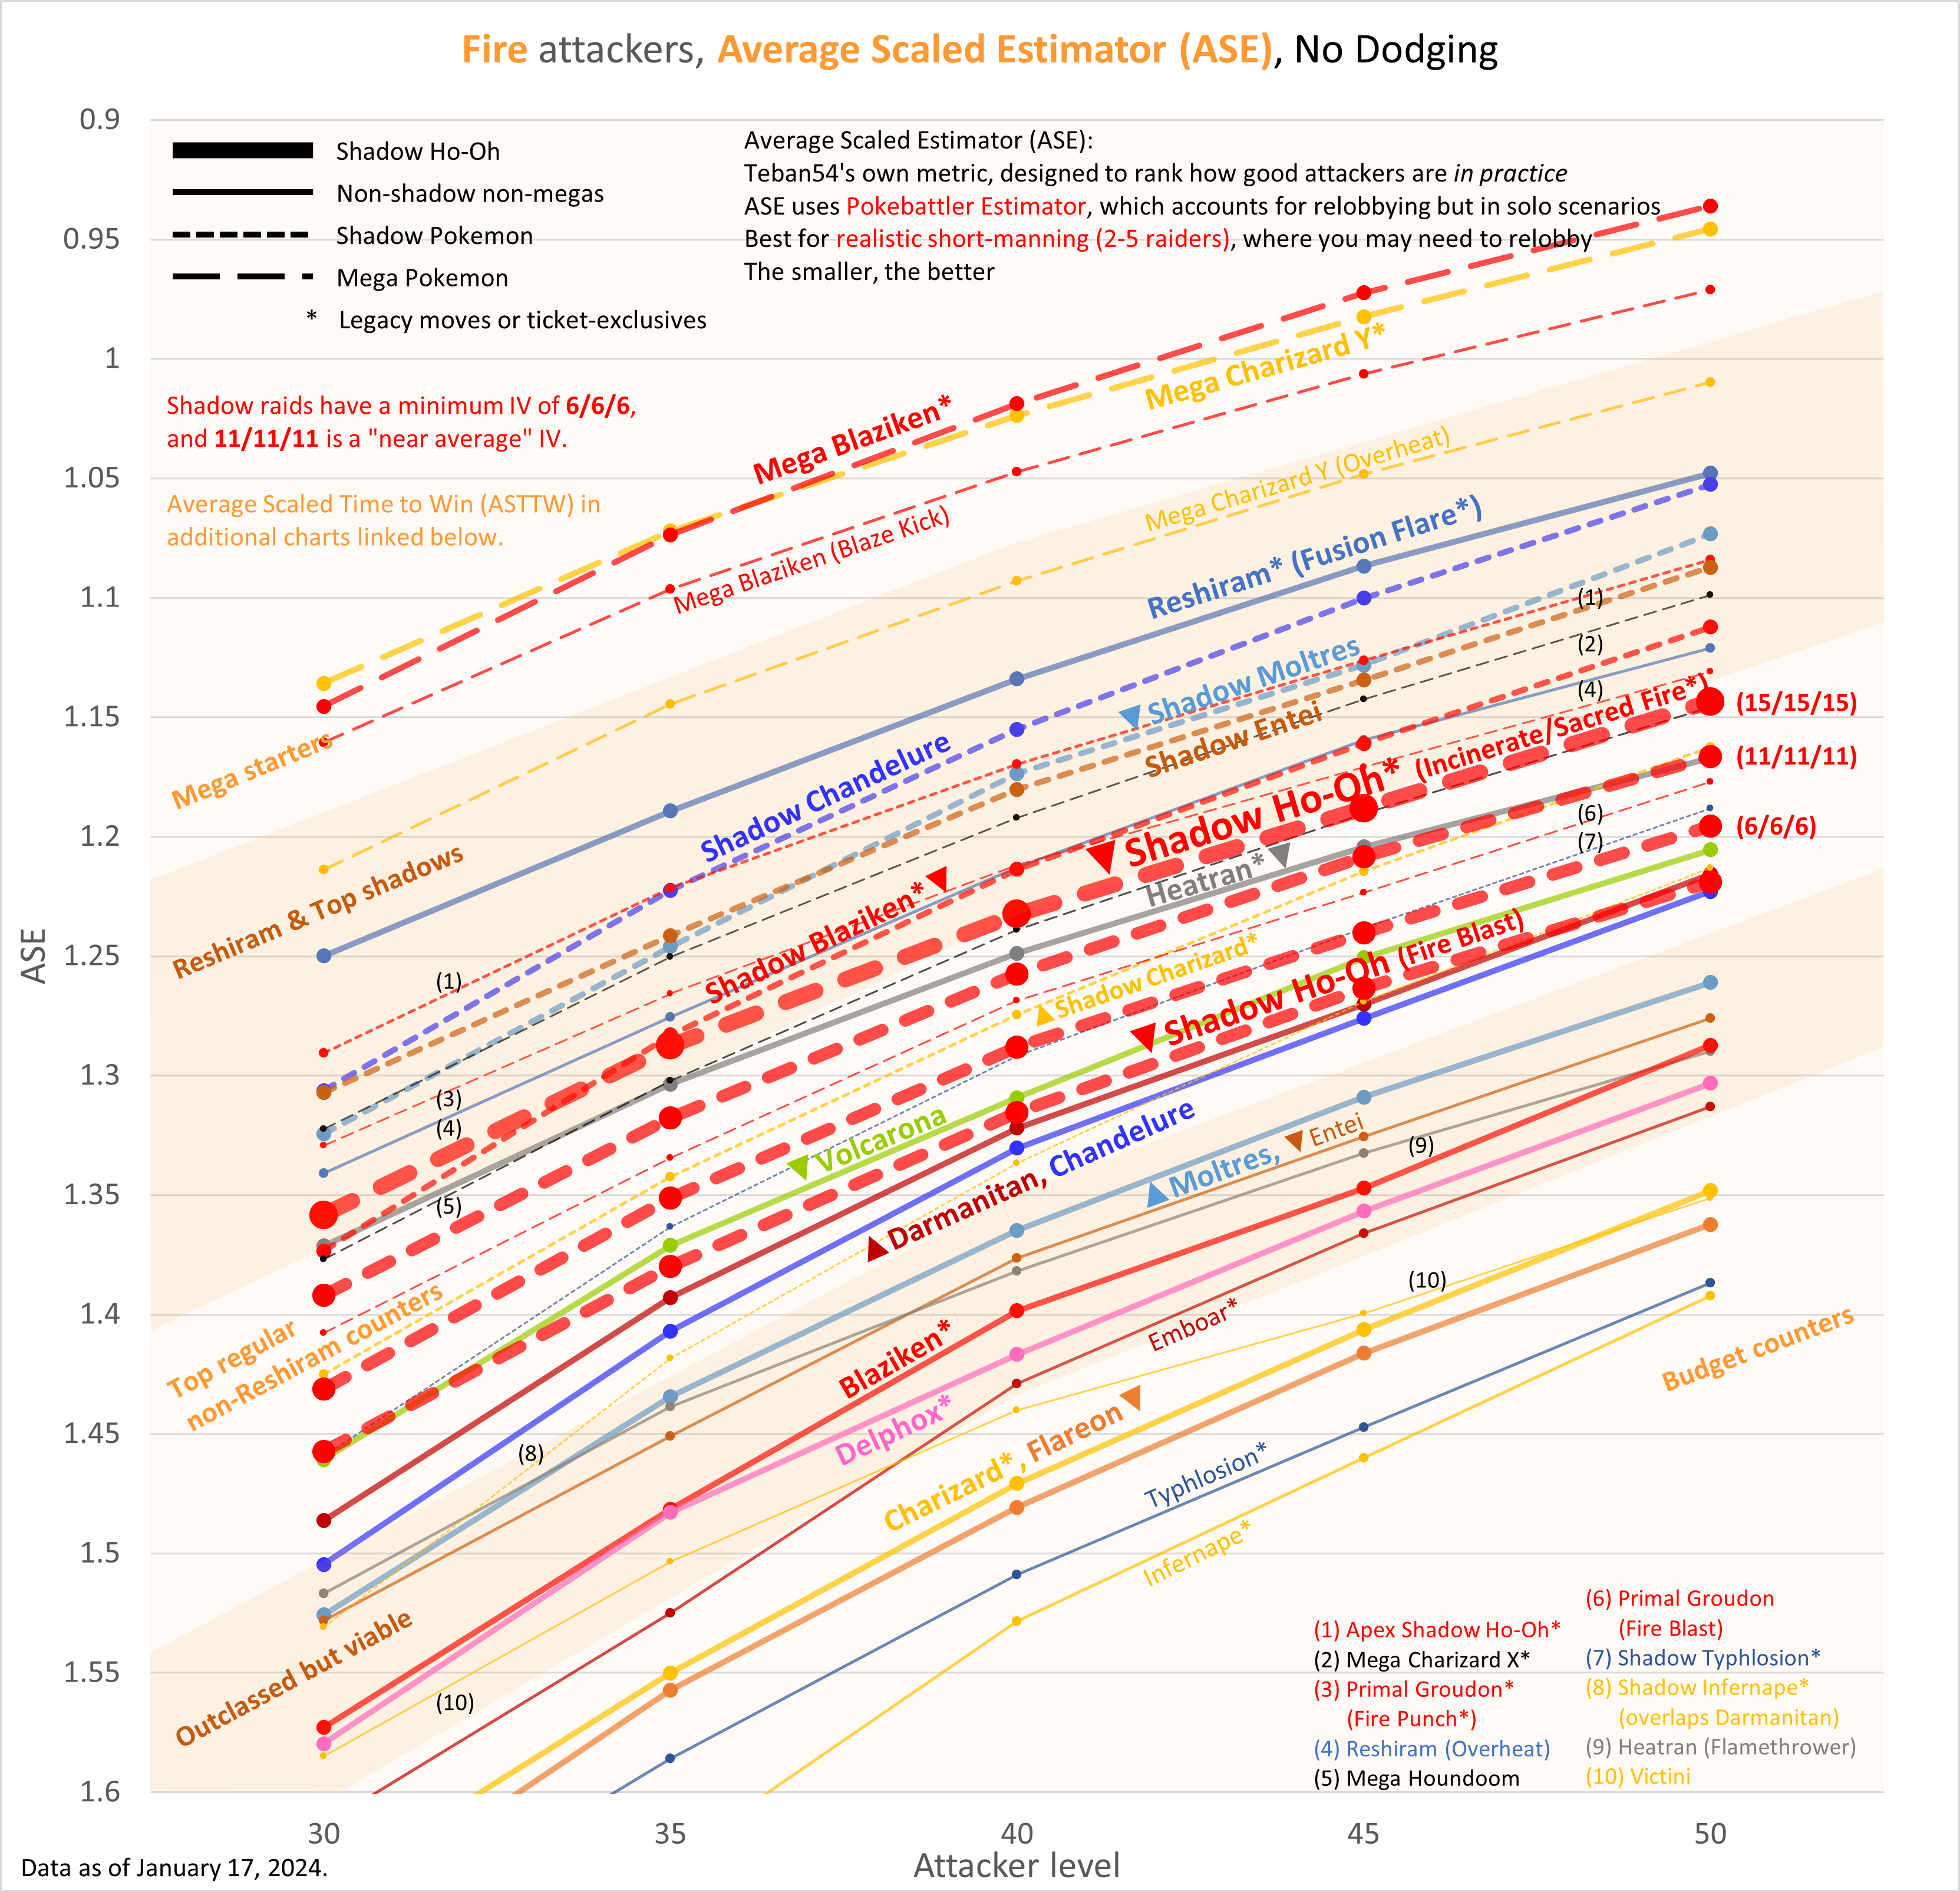 Fire attackers, Average Scaled Estimator (ASE), No Dodging
0.9
0.95
1
1.05
1.1
1.15
1.2
1.25
1.3
1.35
1.4
1.45
1.5
1.55
1.6
ASE
Shadow Ho-Oh
Non-shadow non-megas
Shadow Pokemon
Mega Pokemon
* Legacy moves or ticket-exclusives
Average Scaled Estimator (ASE):
Teban54's own metric, designed to rank how good attackers are in practice
ASE uses Pokebattler Estimator, which accounts for relobbying but in solo scenarios
Best for realistic short-manning (2-5 raiders), where you may need to relobby
The smaller, the better
Shadow raids have a minimum IV of 6/6/6,
and 11/11/11 is a "near average" IV.
Average Scaled Time to Win (ASTTW) in
additional charts linked below.
Mega Blaziken*
Mega Charizard Y*
Mega Blaziken (Blaze Kick)
Mega Charizard Y (Overheat)
Reshiram* (Fusion Flare*)
Mega starters
Shadow Chandelure
▼Shadow Moltres
Shadow Entei
(1)
(2)
(4)
Reshiram & Top shadows
Shadow Blaziken*▼
▼Shadow Ho-Oh* (Incinerate/Sacred Fire*)
(15/15/15)
(11/11/11)
(6/6/6)
Heatran*▼
(6)
(7)
▲Shadow Charizard*
▼Shadow Ho-Oh (Fire Blast)
(1)
(3)
(4)
(5)
▼Volcarona
▲Darmanitan, Chandelure
▲Moltres, ▼Entei
(9)
(10)
Top regular
non-Reshiram counters
Blaziken*
Emboar*
Delphox*
Charizard*, Flareon▼
Typhlosion*
Infernape*
Budget counters
(8)
Outclassed but viable
(10)
(1) Apex Shadow Ho-Oh*
(2) Mega Charizard X*
(3) Primal Groudon*
(Fire Punch*)
(4) Reshiram (Overheat)
(5) Mega Houndoom
(6) Primal Groudon
(Fire Blast)
(7) Shadow Typhlosion*
(8) Shadow Infernape*
(overlaps Darmanitan)
(9) Heatran (Flamethrower)
(10) Victini
30
35
40
45
50
Attacker level
Data as of January 17, 2024.